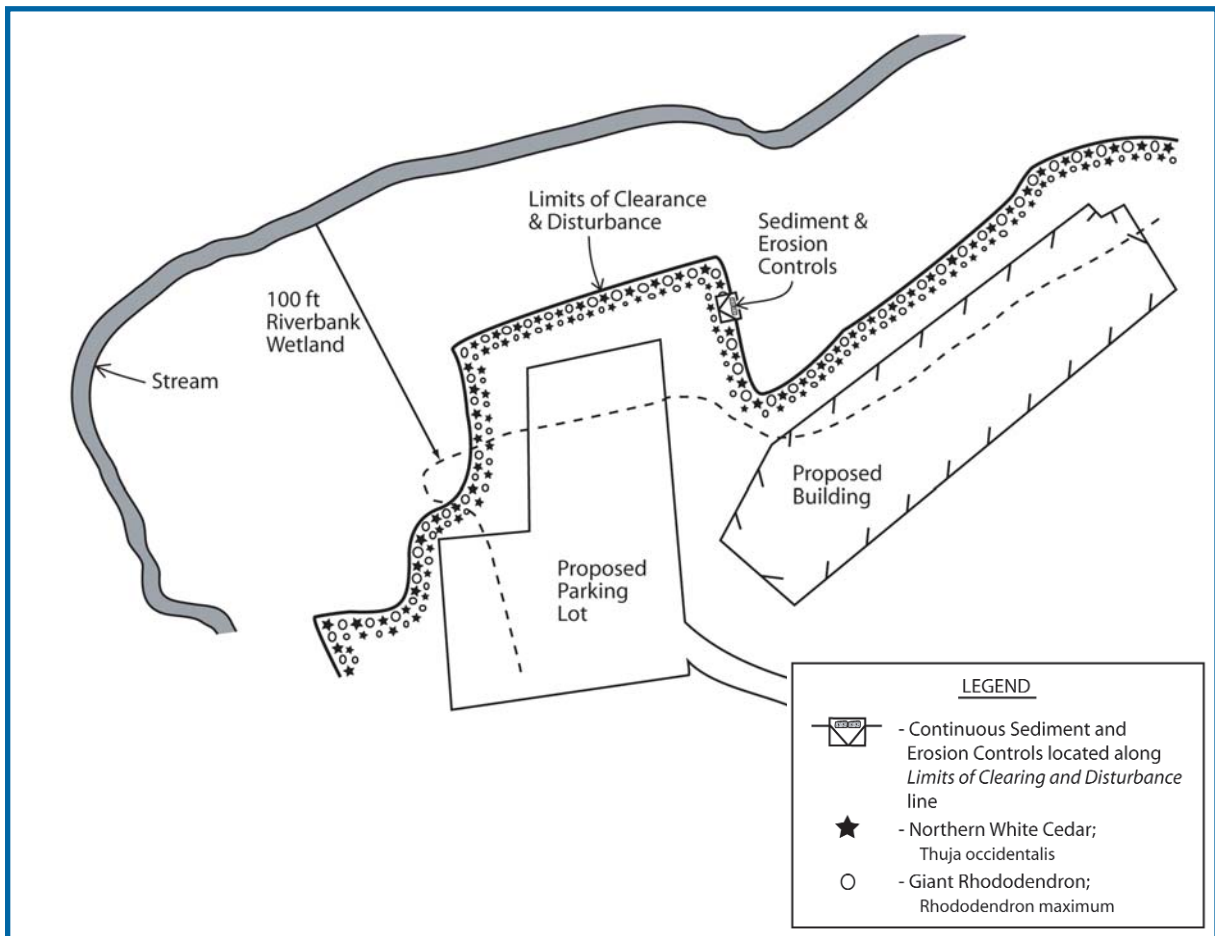 Limits of Clearance
& Disturbance
Sediment &
Erosion
Controls
100 ft
Riverbank
Wetland
Stream
Proposed
Building
Proposed
Parking
Lot
LEGEND
- Continuous Sediment and
Erosion Controls located along
Limits of Clearing and Disturbance
line
- Northern White Cedar;
Thuja occidentalis
- Giant Rhododendron;
Rhododendron maximum